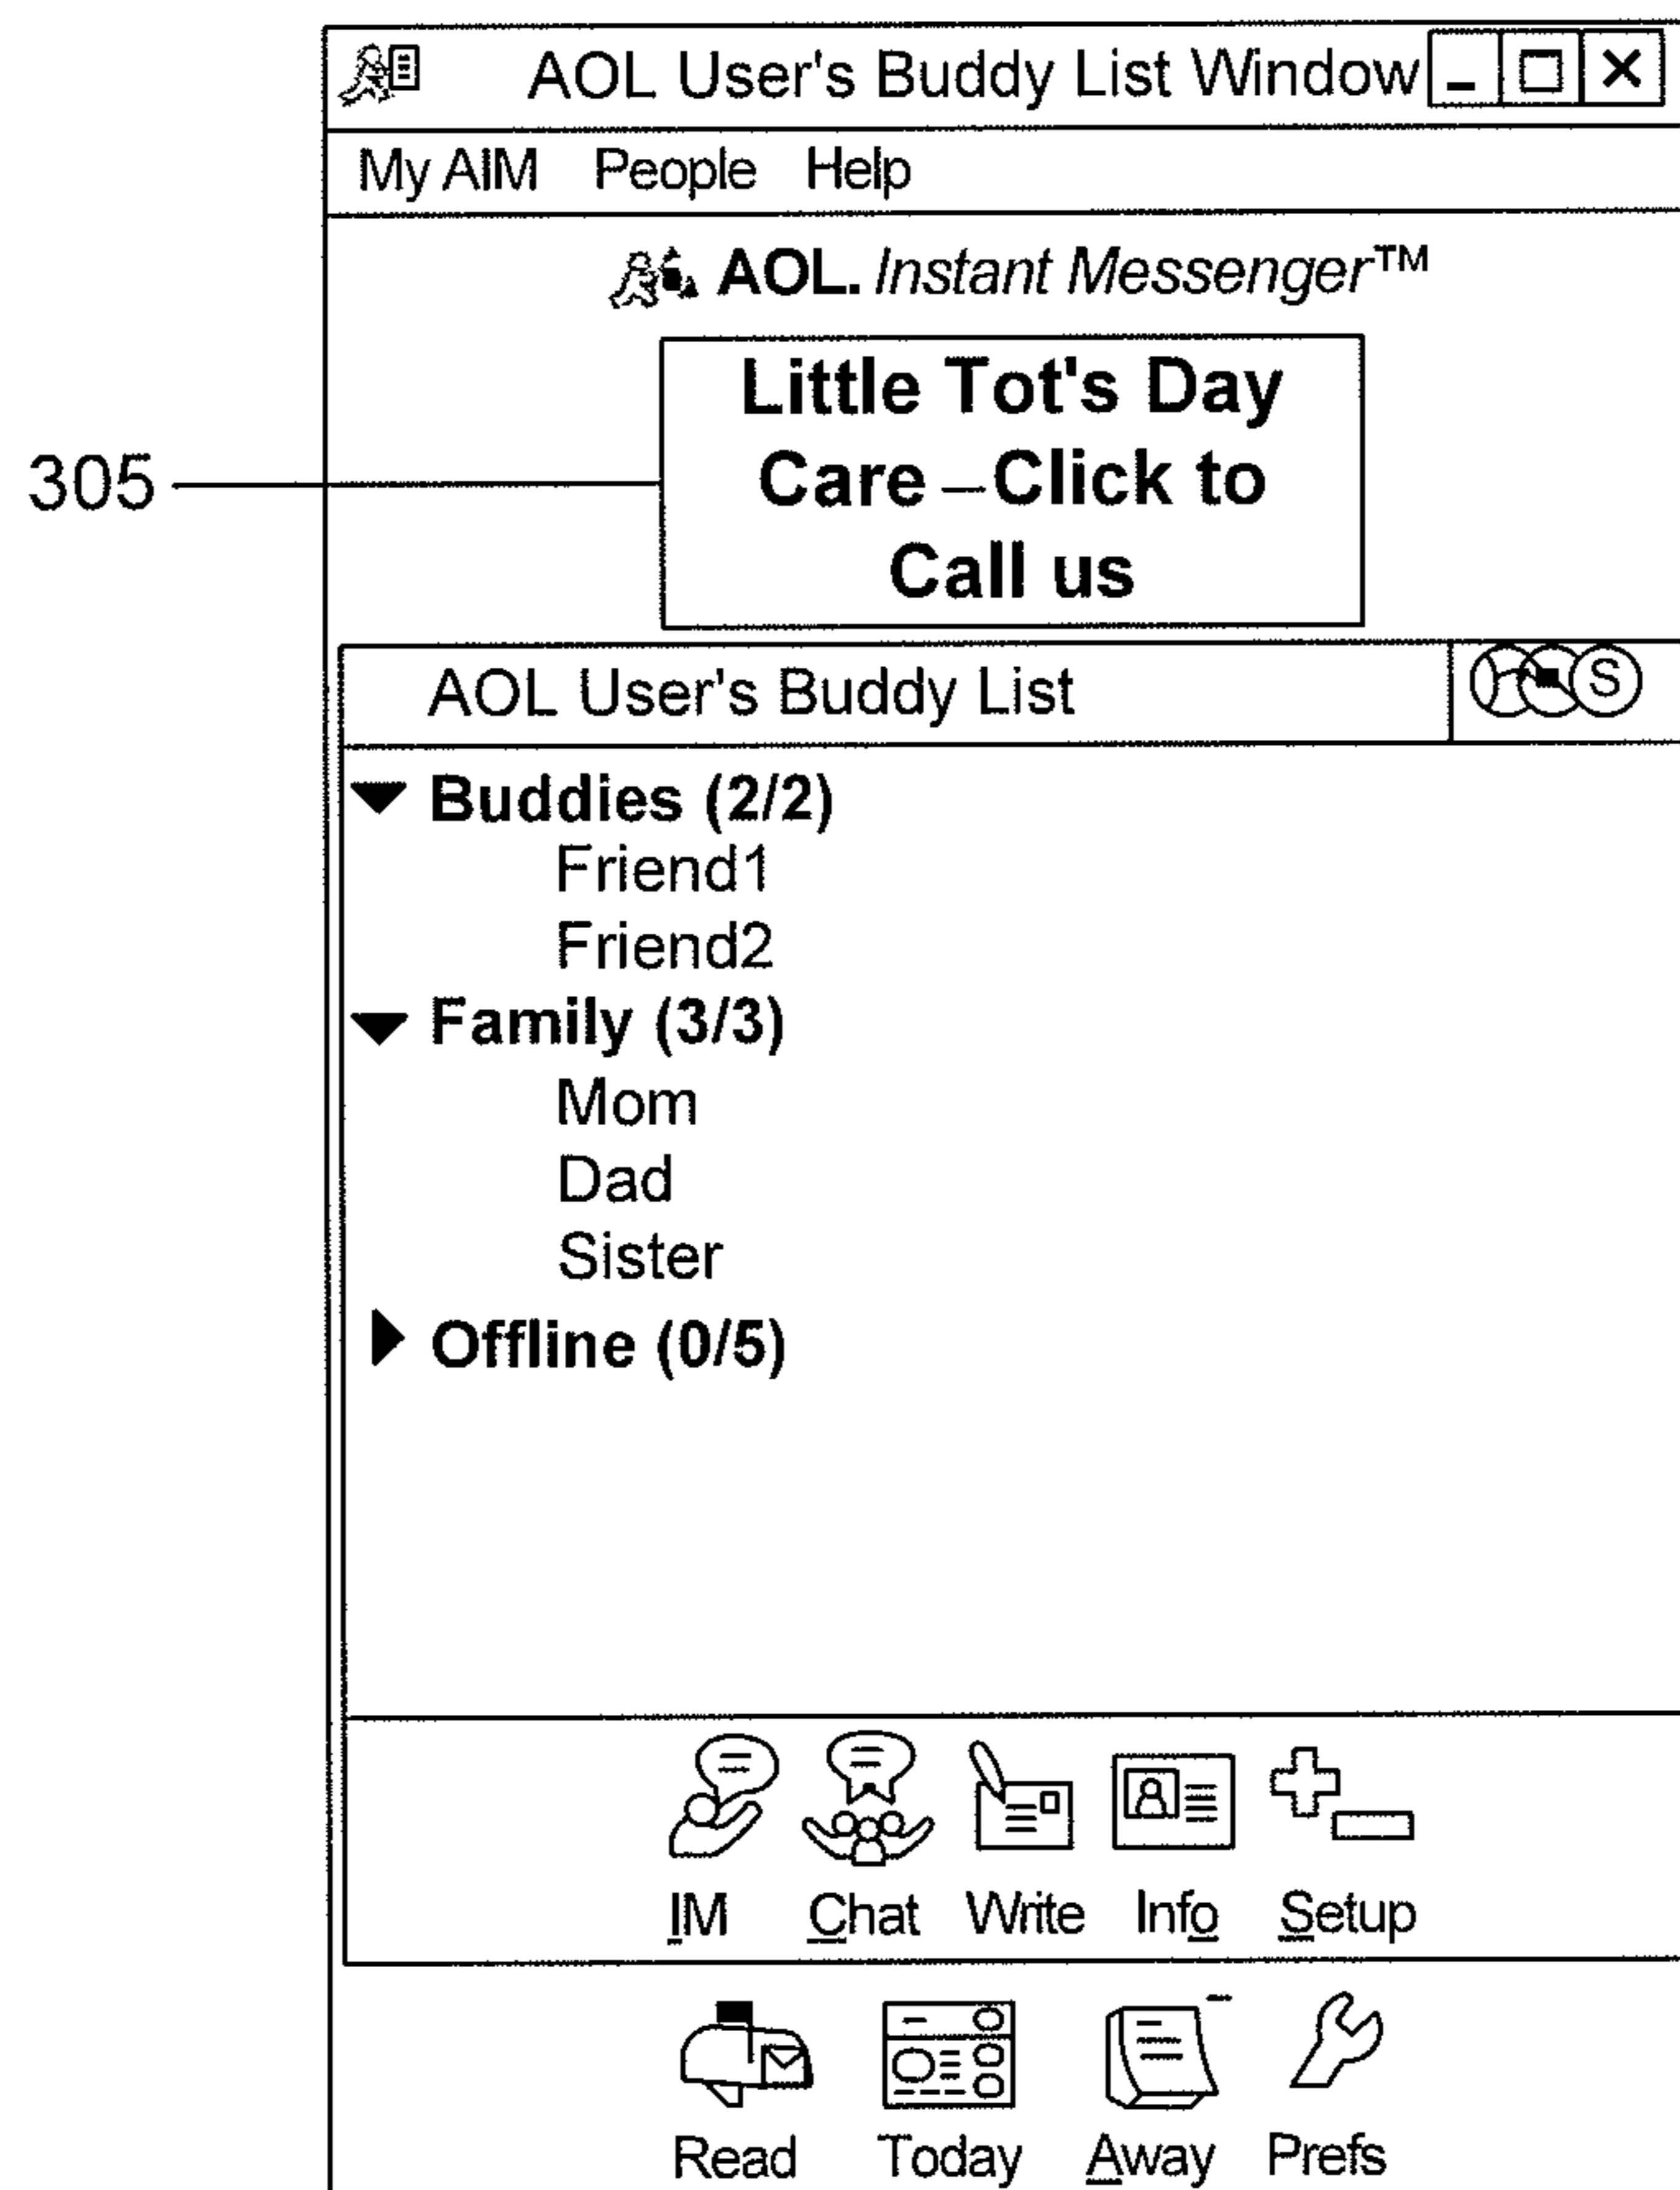 AOL User's Buddy List Window
My AIM People Help
AOL. Instant Messenger™
Little Tot's Day
Care – Click to
Call us
305
AOL User's Buddy List
S
Buddies (2/2)
Friend1
Friend2
Family (3/3)
Mom
Dad
Sister
Offline (0/5)
IM Chat Write Info Setup
Read Today Away Prefs